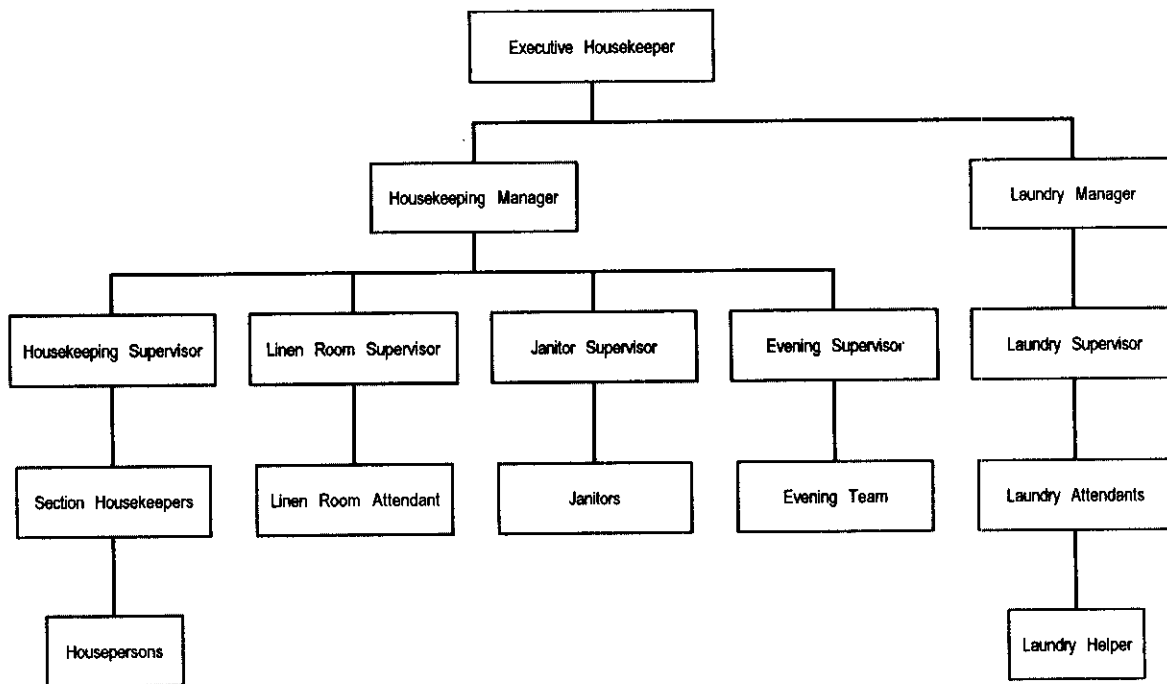 Executive Housekeeper
Housekeeping Manager
Laundry Manager
Housekeeping Supervisor
Linen Room Supervisor
Janitor Supervisor
Evening Supervisor
Laundry Supervisor
Section Housekeepers
Linen Room Attendant
Janitors
Evening Team
Laundry Attendants
Housepersons
Laundry Helper